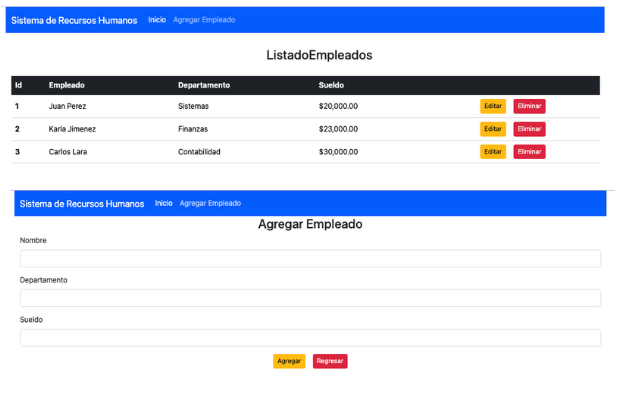 Sistema de Recursos Humanos Inicio Agregar Empleado
ListadoEmpleados
Id Empleado Departamento Sueldo
1 Juan Perez Sistemas $20,000.00 Editar Eliminar
2 Karla Jimenez Finanzas $23,000.00 Editar Eliminar
3 Carlos Lara Contabilidad $30,000.00 Editar Eliminar
Sistema de Recursos Humanos Inicio Agregar Empleado
Agregar Empleado
Nombre
Departamento
Sueldo
Agregar Regresar